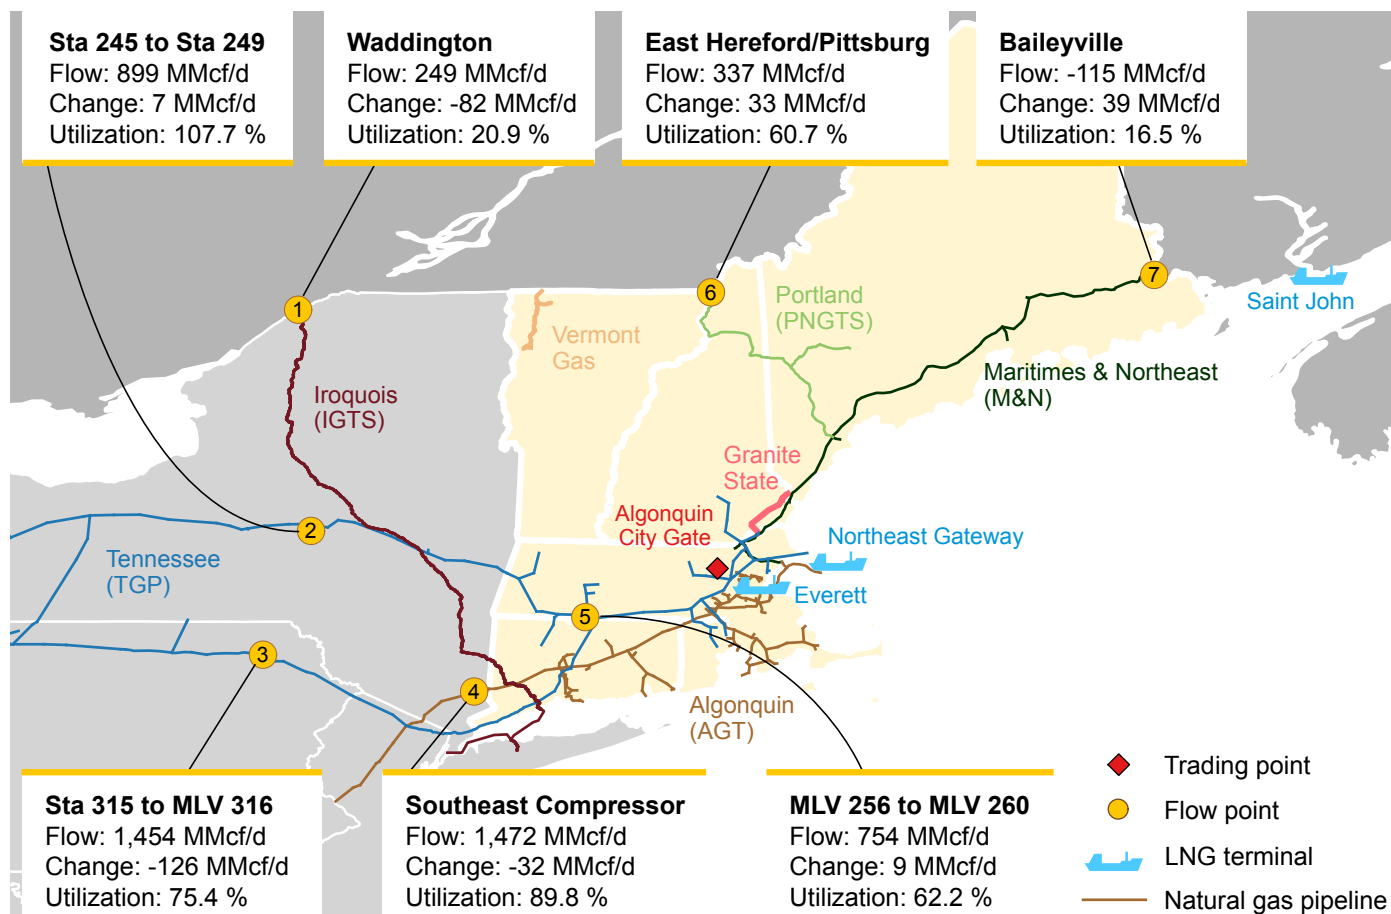 Sta 245 to Sta 249
Flow: 899 MMcf/d
Change: 7 MMcf/d
Utilization: 107.7 %
Waddington
Flow: 249 MMcf/d
Change: -82 MMcf/d
Utilization: 20.9 %
East Hereford/Pittsburg
Flow: 337 MMcf/d
Change: 33 MMcf/d
Utilization: 60.7 %
Baileyville
Flow: -115 MMcf/d
Change: 39 MMcf/d
Utilization: 16.5 %
1
6
7
Saint John
Portland
(PNGTS)
Vermont
Gas
Maritimes & Northeast
(M&N)
Iroquois
(IGTS)
Granite
State
Algonquin
City Gate
2
Northeast Gateway
Tennessee
(TGP)
Everett
5
3
4
Algonquin
(AGT)
Sta 315 to MLV 316
Flow: 1,454 MMcf/d
Change: -126 MMcf/d
Utilization: 75.4 %
Southeast Compressor
Flow: 1,472 MMcf/d
Change: -32 MMcf/d
Utilization: 89.8 %
MLV 256 to MLV 260
Flow: 754 MMcf/d
Change: 9 MMcf/d
Utilization: 62.2 %
Trading point
Flow point
LNG terminal
Natural gas pipeline